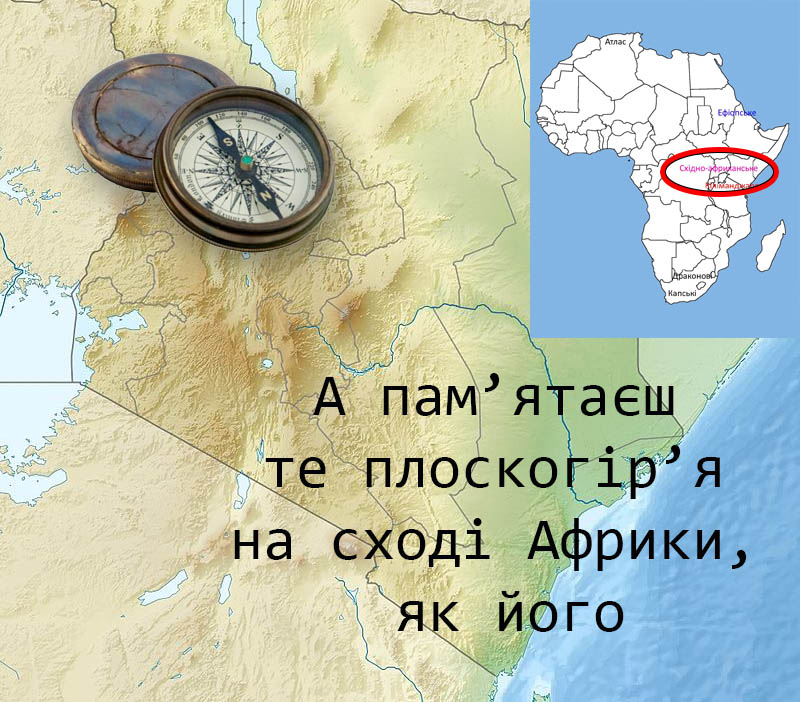 Атлас
Ефіопське
Східно-африканське
Кіліманджаро
Драконові
Капські
А пам’ятаєш
те плоскогір’я
на сході Африки,
як його